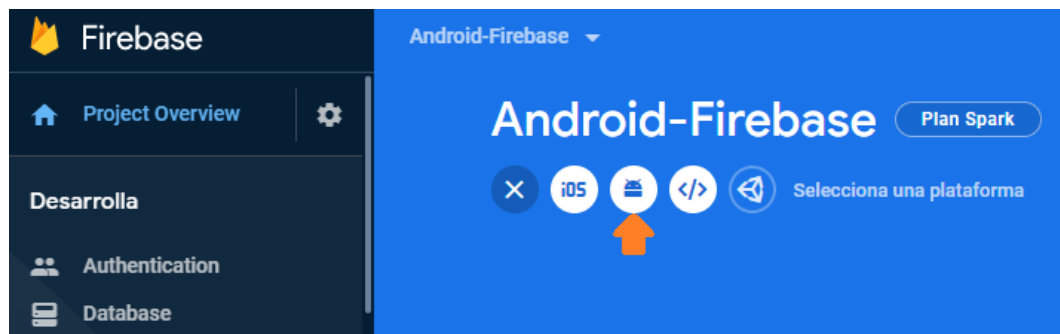 Firebase
Project Overview
Desarrolla
Authentication
Database
Android-Firebase
Android-Firebase Plan Spark
iOS </> Selecciona una plataforma